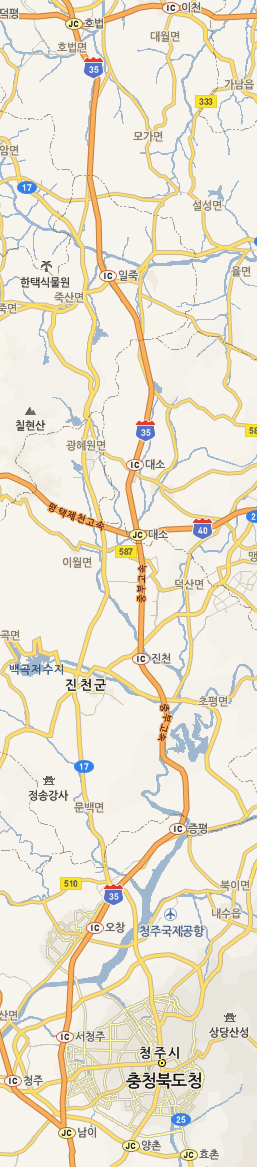 덕평
IC 이천
JC 호법
대월면
호법면
35
가남읍
333
모가면
암면
17
설성면
율면
IC 일죽
한택식물원
죽산면
죽면
칠현산
35
광혜원면
IC 대소
평택제천고속
40
JC 대소
587
이월면
중부고속
덕산면
곡면
IC 진천
백곡저수지
진천군
초평면
중부고속
17
정송강사
문백면
IC 증평
510
35
북이면
내수읍
IC 오창
청주국제공항
산면
상당산성
IC 서청주
청주시
IC 청주
충청북도청
25
JC 남이
JC 양촌
JC 효촌